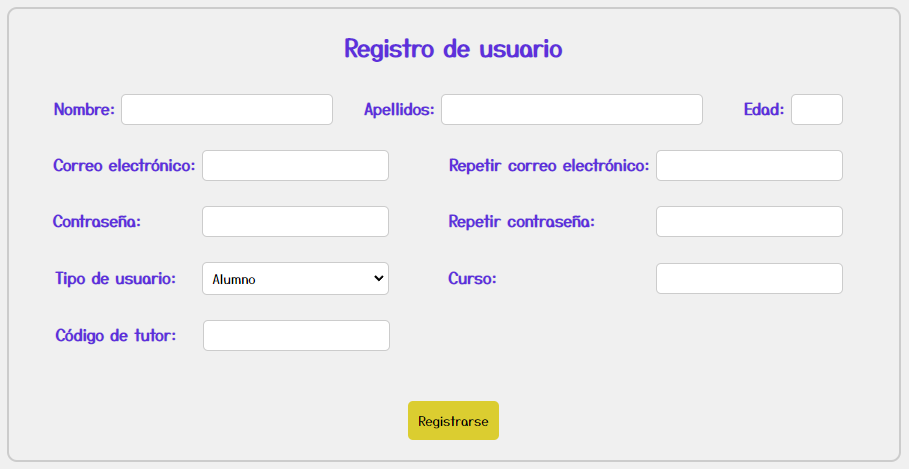 Registro de usuario
Nombre: Apellidos: Edad:
Correo electrónico: Repetir correo electrónico:
Contraseña: Repetir contraseña:
Tipo de usuario: Alumno Curso:
Código de tutor:
Registrarse